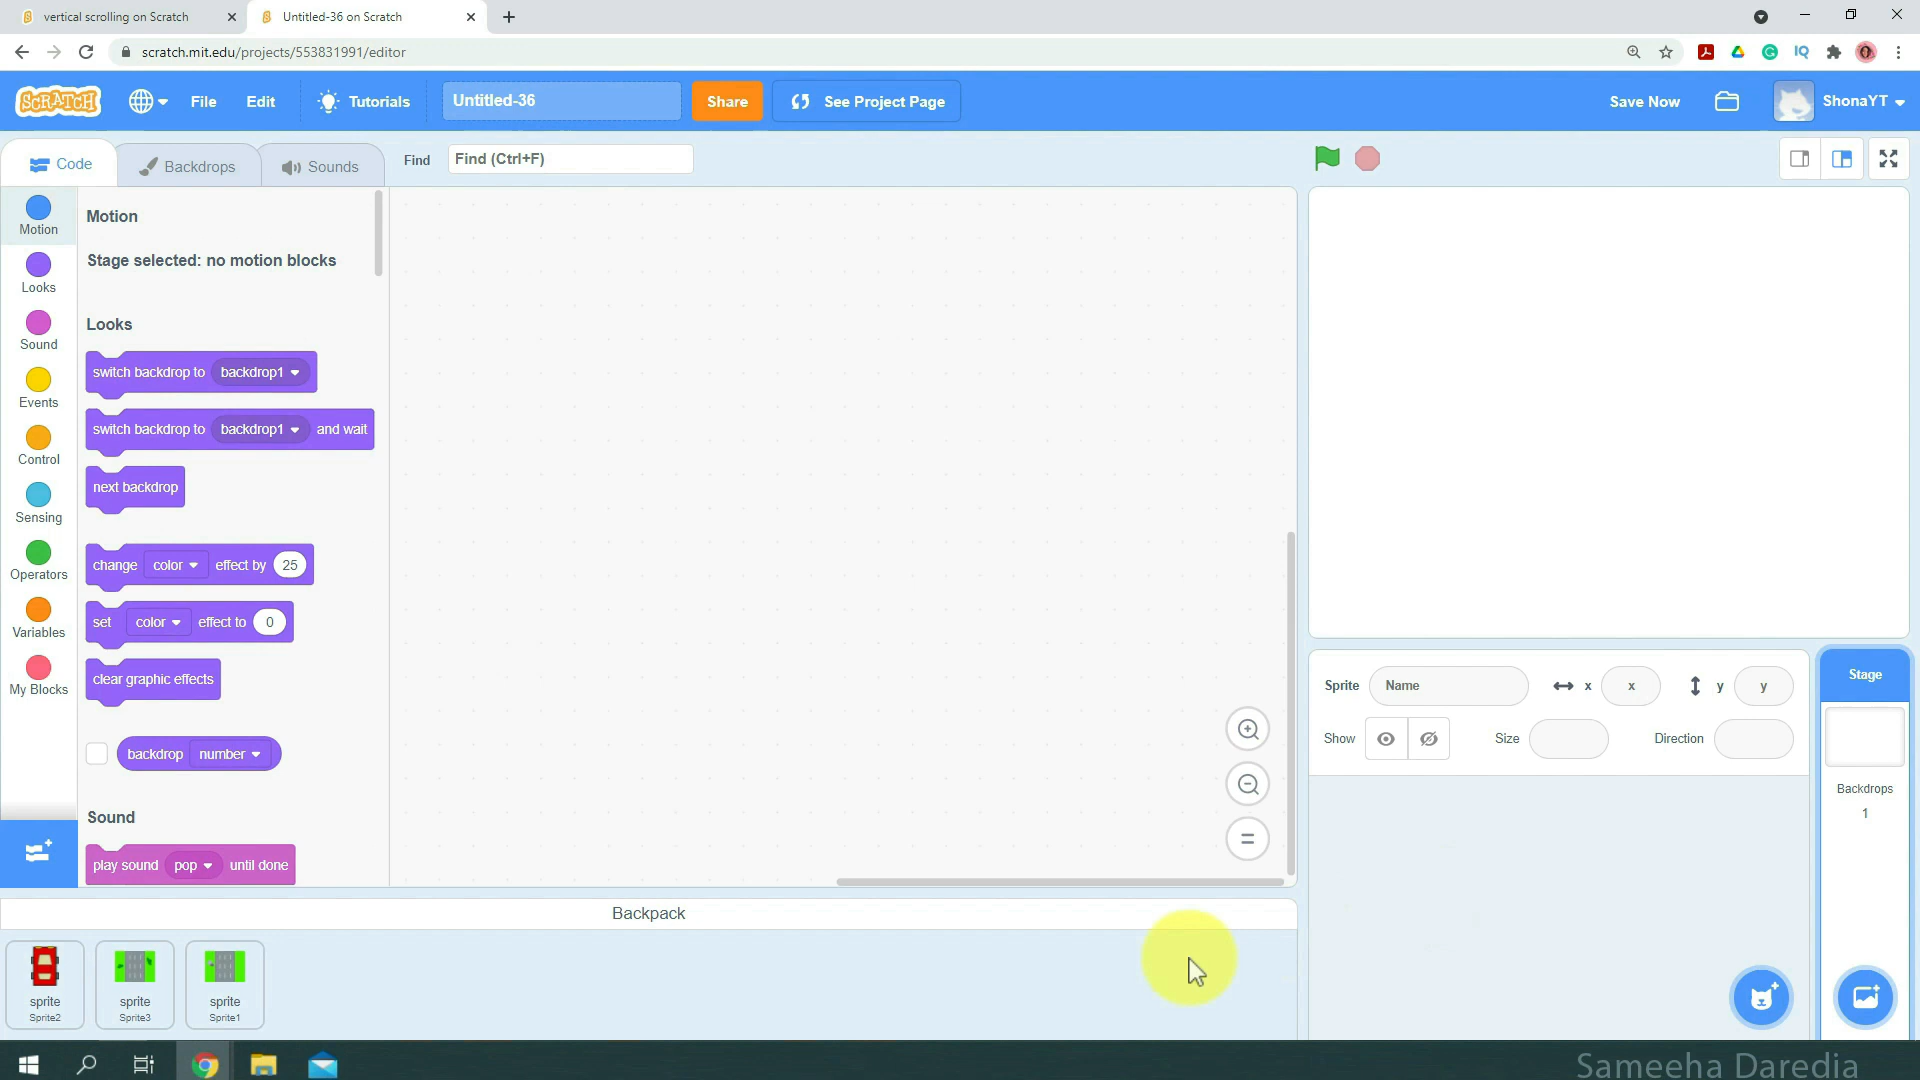 vertical scrolling on Scratch
Untitled-36 on Scratch
scratch.mit.edu/projects/553831991/editor
SCRATCH
File
Edit
Tutorials
Untitled-36
Share
See Project Page
Save Now
ShonaYT
Code
Backdrops
Sounds
Find
Find (Ctrl+F)
Motion
Looks
Sound
Events
Control
Sensing
Operators
Variables
My Blocks
Motion
Stage selected: no motion blocks
Looks
switch backdrop to backdrop1
switch backdrop to backdrop1 and wait
next backdrop
change color effect by 25
set color effect to 0
clear graphic effects
backdrop number
Sound
play sound pop until done
Sprite Name x x y y
Show Size Direction
Stage
Backdrops
1
Backpack
sprite
Sprite2
sprite
Sprite3
sprite
Sprite1
Sameeha Daredia